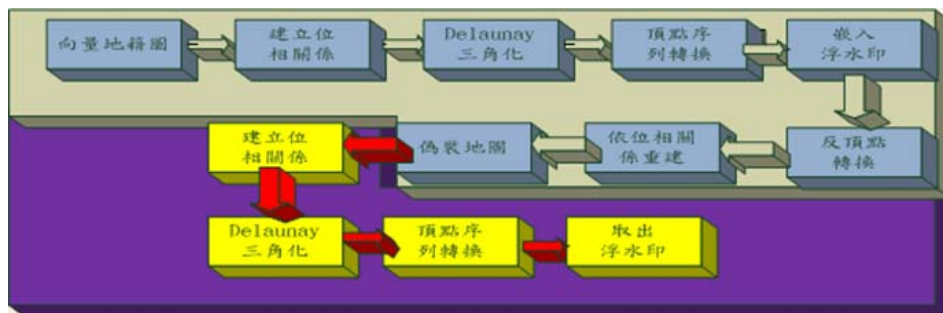 向量地籍圖
建立位
相關係
Delaunay
三角化
頂點序
列轉換
嵌入
浮水印
反頂點
轉換
依位相關
係重建
偽裝地圖
建立位
相關係
Delaunay
三角化
頂點序
列轉換
取出
浮水印